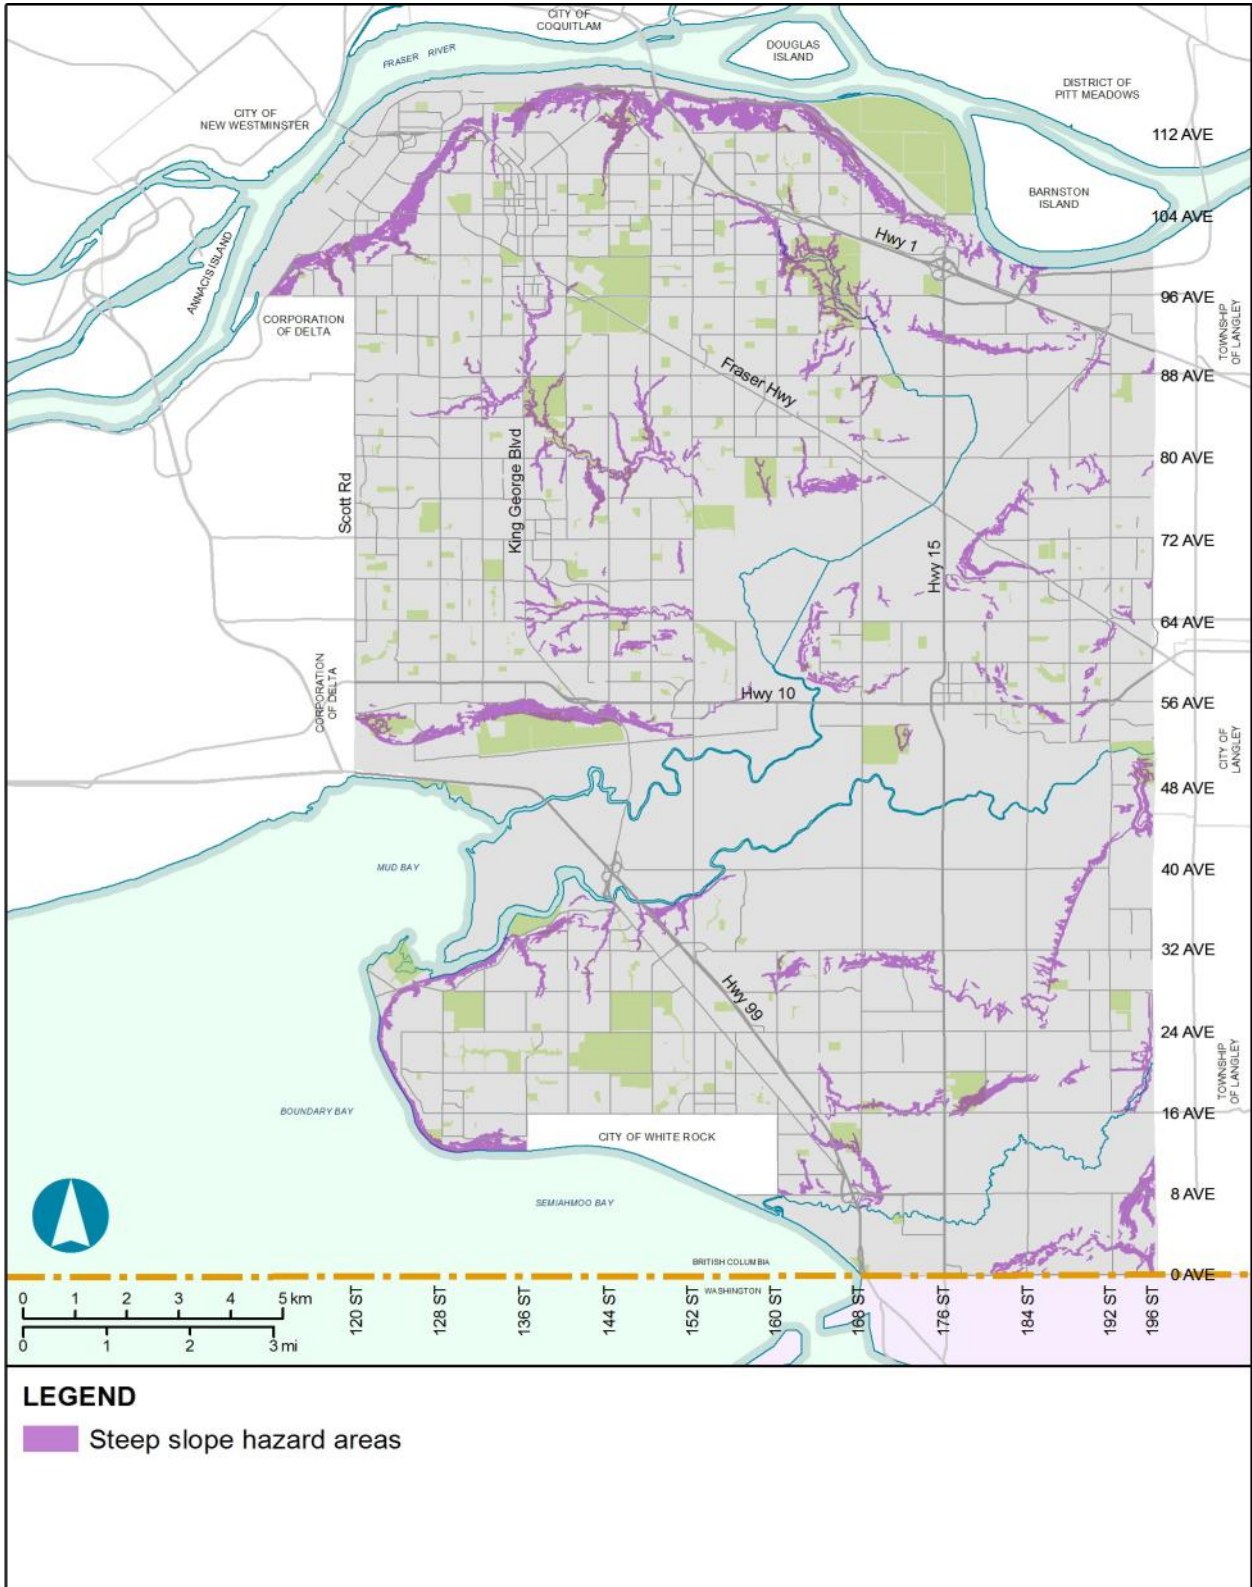 CITY OF
COQUITLAM
FRASER RIVER
DOUGLAS
ISLAND
DISTRICT OF
PITT MEADOWS
CITY OF
NEW WESTMINSTER
112 AVE
BARNSTON
ISLAND
104 AVE
Hwy 1
ANNACIS ISLAND
96 AVE
CORPORATION
OF DELTA
TOWNSHIP
OF LANGLEY
88 AVE
Fraser Hwy
King George Blvd
80 AVE
Scott Rd
72 AVE
Hwy 15
64 AVE
CORPORATION
OF DELTA
Hwy 10
56 AVE
CITY OF
LANGLEY
48 AVE
MUD BAY
40 AVE
32 AVE
Hwy 99
24 AVE
TOWNSHIP
OF LANGLEY
BOUNDARY BAY
16 AVE
CITY OF WHITE ROCK
8 AVE
SEMIAHMOO BAY
BRITISH COLUMBIA
0 AVE
WASHINGTON
0 1 2 3 4 5 km
0 1 2 3 mi
120 ST
128 ST
136 ST
144 ST
152 ST
160 ST
168 ST
176 ST
184 ST
192 ST
196 ST
LEGEND
Steep slope hazard areas